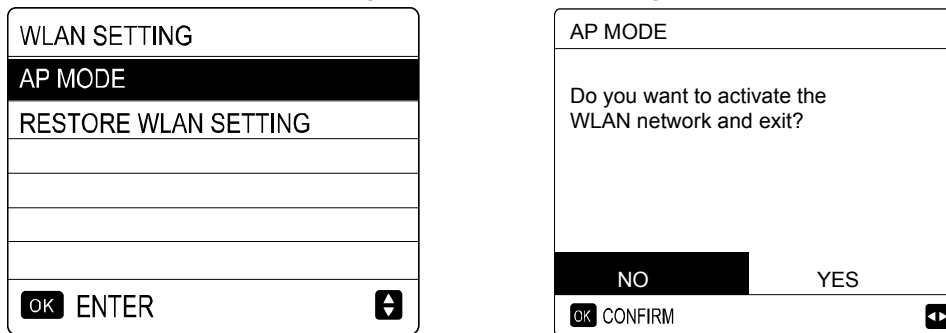 WLAN SETTING
AP MODE
RESTORE WLAN SETTING
OK ENTER
AP MODE
Do you want to activate the
WLAN network and exit?
NO YES
OK CONFIRM